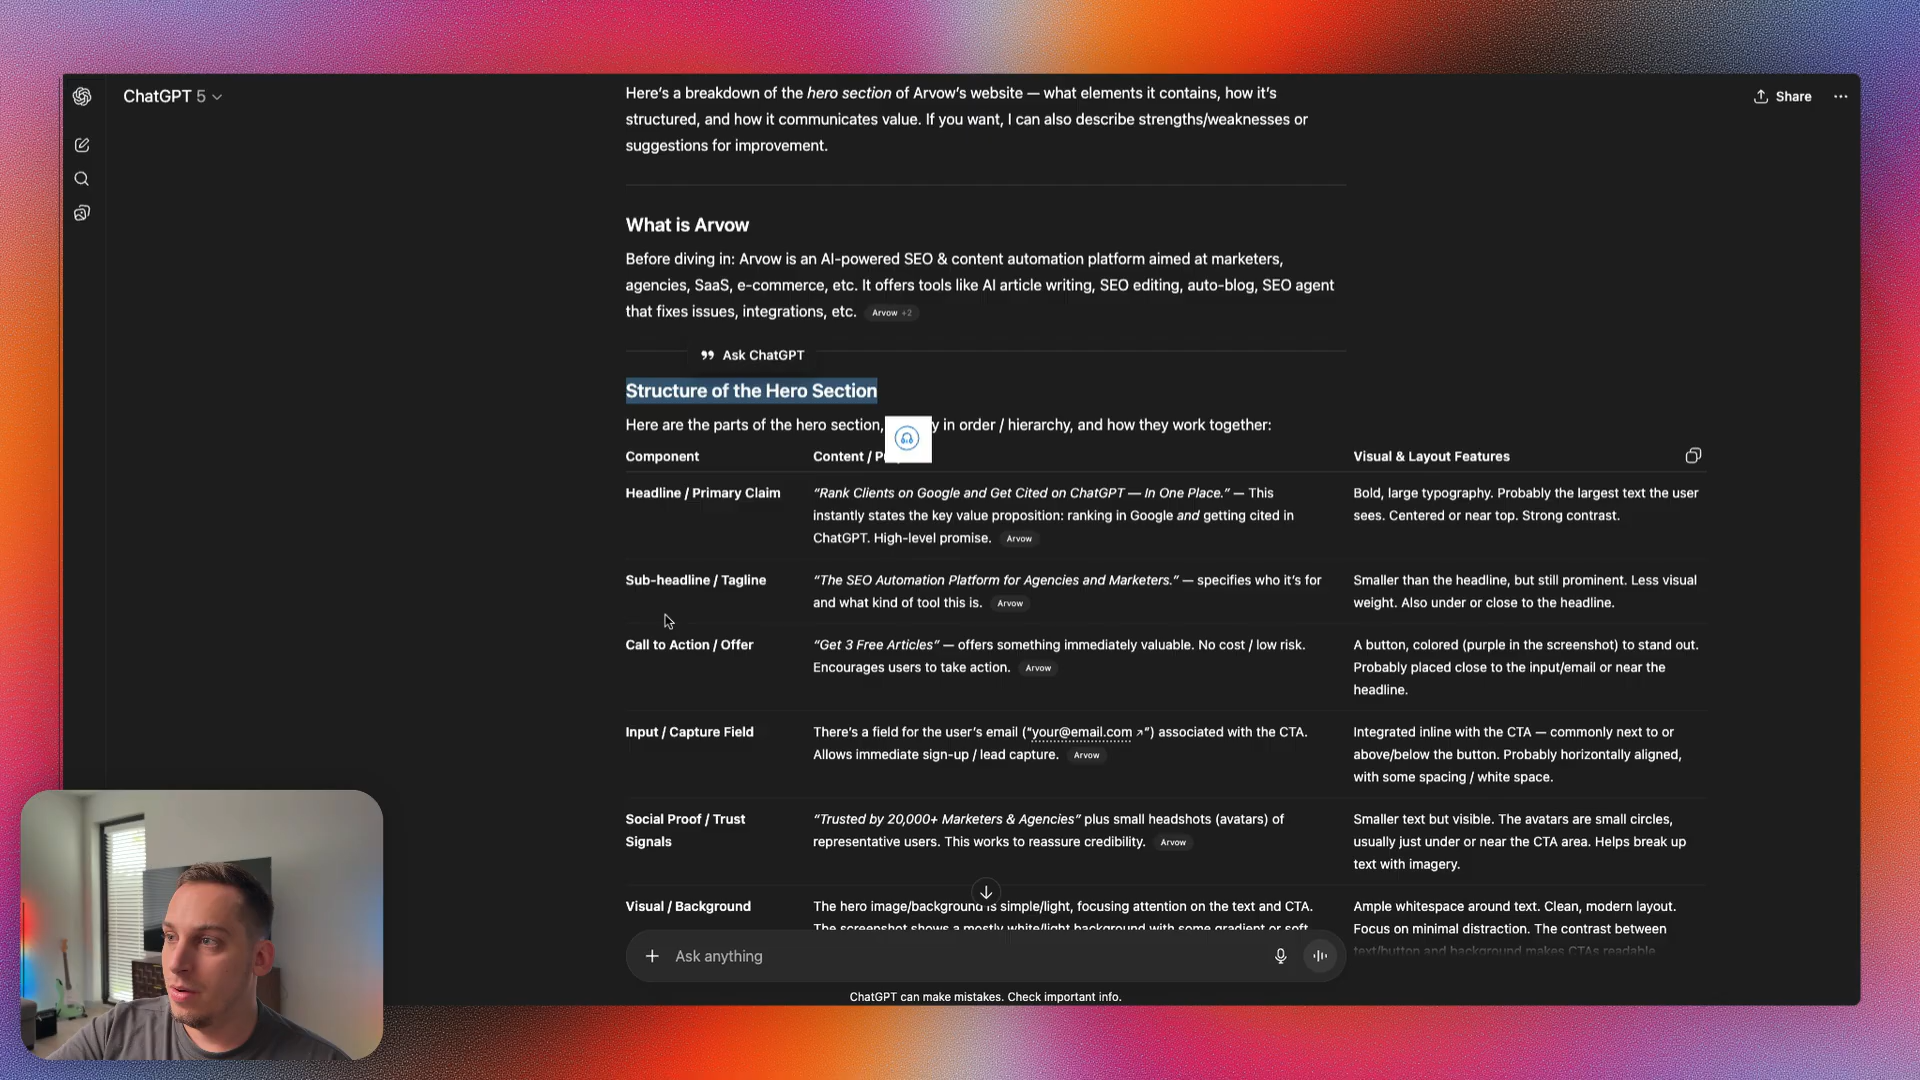 ChatGPT 5
Share
Here's a breakdown of the hero section of Arvow's website — what elements it contains, how it's
structured, and how it communicates value. If you want, I can also describe strengths/weaknesses or
suggestions for improvement.
What is Arvow
Before diving in: Arvow is an AI-powered SEO & content automation platform aimed at marketers,
agencies, SaaS, e-commerce, etc. It offers tools like AI article writing, SEO editing, auto-blog, SEO agent
that fixes issues, integrations, etc. Arvow +2
Ask ChatGPT
Structure of the Hero Section
Here are the parts of the hero section, y in order / hierarchy, and how they work together:
Component
Content / P
Visual & Layout Features
Headline / Primary Claim
“Rank Clients on Google and Get Cited on ChatGPT — In One Place.” — This
instantly states the key value proposition: ranking in Google and getting cited in
ChatGPT. High-level promise. Arvow
Bold, large typography. Probably the largest text the user
sees. Centered or near top. Strong contrast.
Sub-headline / Tagline
“The SEO Automation Platform for Agencies and Marketers.” — specifies who it's for
and what kind of tool this is. Arvow
Smaller than the headline, but still prominent. Less visual
weight. Also under or close to the headline.
Call to Action / Offer
“Get 3 Free Articles” — offers something immediately valuable. No cost / low risk.
Encourages users to take action. Arvow
A button, colored (purple in the screenshot) to stand out.
Probably placed close to the input/email or near the
headline.
Input / Capture Field
There's a field for the user's email (“your@email.com ↗”) associated with the CTA.
Allows immediate sign-up / lead capture. Arvow
Integrated inline with the CTA — commonly next to or
above/below the button. Probably horizontally aligned,
with some spacing / white space.
Social Proof / Trust
Signals
“Trusted by 20,000+ Marketers & Agencies” plus small headshots (avatars) of
representative users. This works to reassure credibility. Arvow
Smaller text but visible. The avatars are small circles,
usually just under or near the CTA area. Helps break up
text with imagery.
Visual / Background
The hero image/background is simple/light, focusing attention on the text and CTA.
The screenshot shows a mostly white/light background with some gradient or soft
Ample whitespace around text. Clean, modern layout.
Focus on minimal distraction. The contrast between
text/button and background makes CTAs readable
Ask anything
ChatGPT can make mistakes. Check important info.